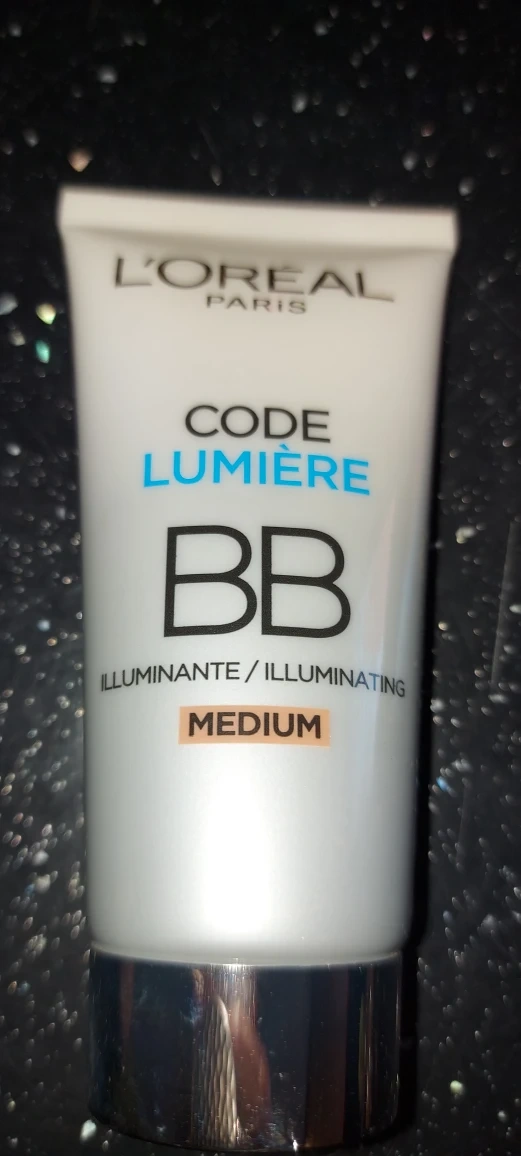 L'ORÉAL
PARIS
CODE
LUMIÈRE
BB
ILLUMINANTE / ILLUMINATING
MEDIUM